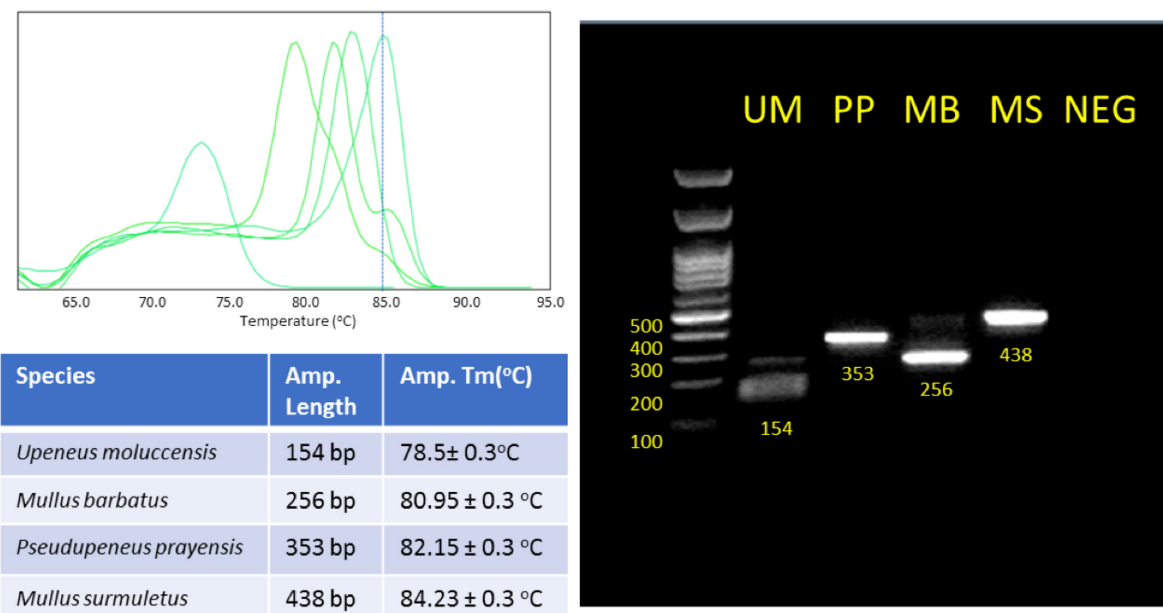 65.0 70.0 75.0 80.0 85.0 90.0 95.0
Temperature (°C)
Species Amp. Length Amp. Tm(°C)
Upeneus moluccensis 154 bp 78.5± 0.3°C
Mullus barbatus 256 bp 80.95 ± 0.3 °C
Pseudupeneus prayensis 353 bp 82.15 ± 0.3 °C
Mullus surmuletus 438 bp 84.23 ± 0.3 °C
UM PP MB MS NEG
500
400
300
200
100
154
353
256
438